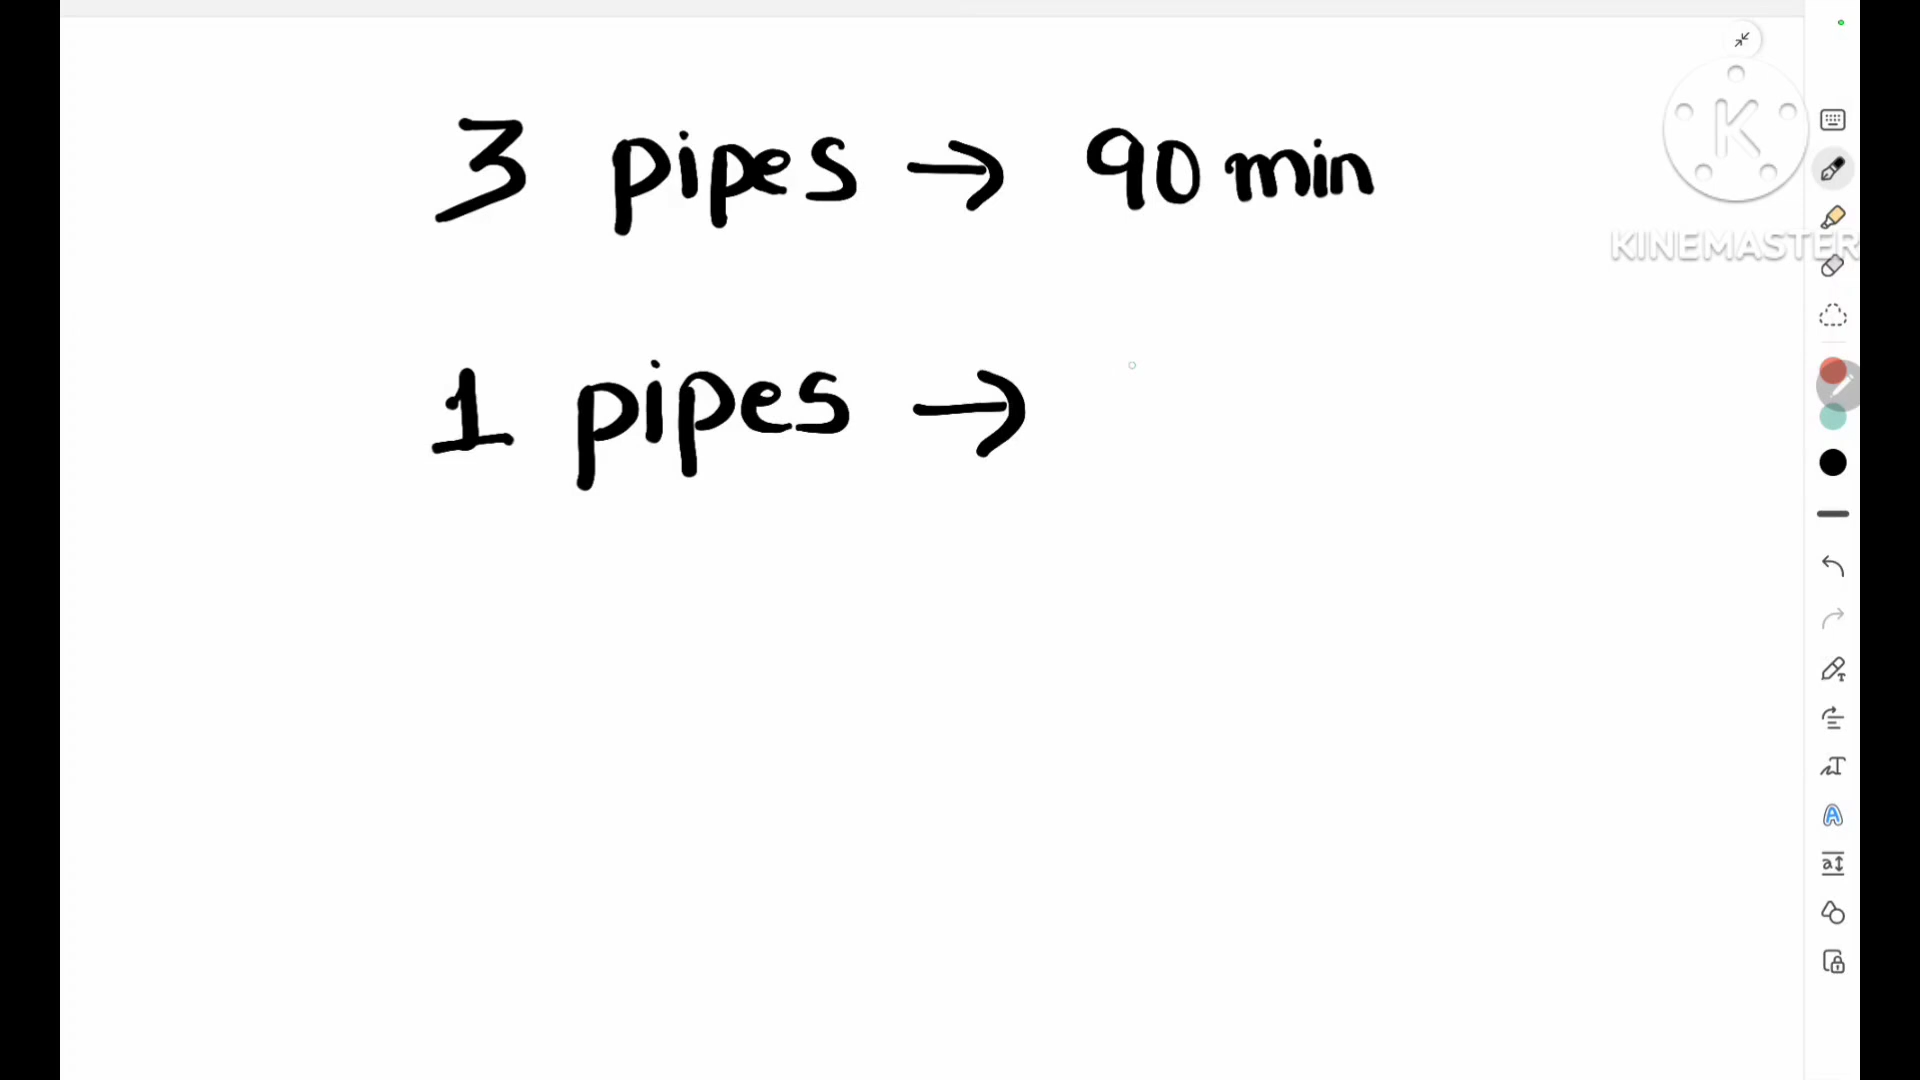 3 pipes → 90 min
K
KINEMASTER
1 pipes →